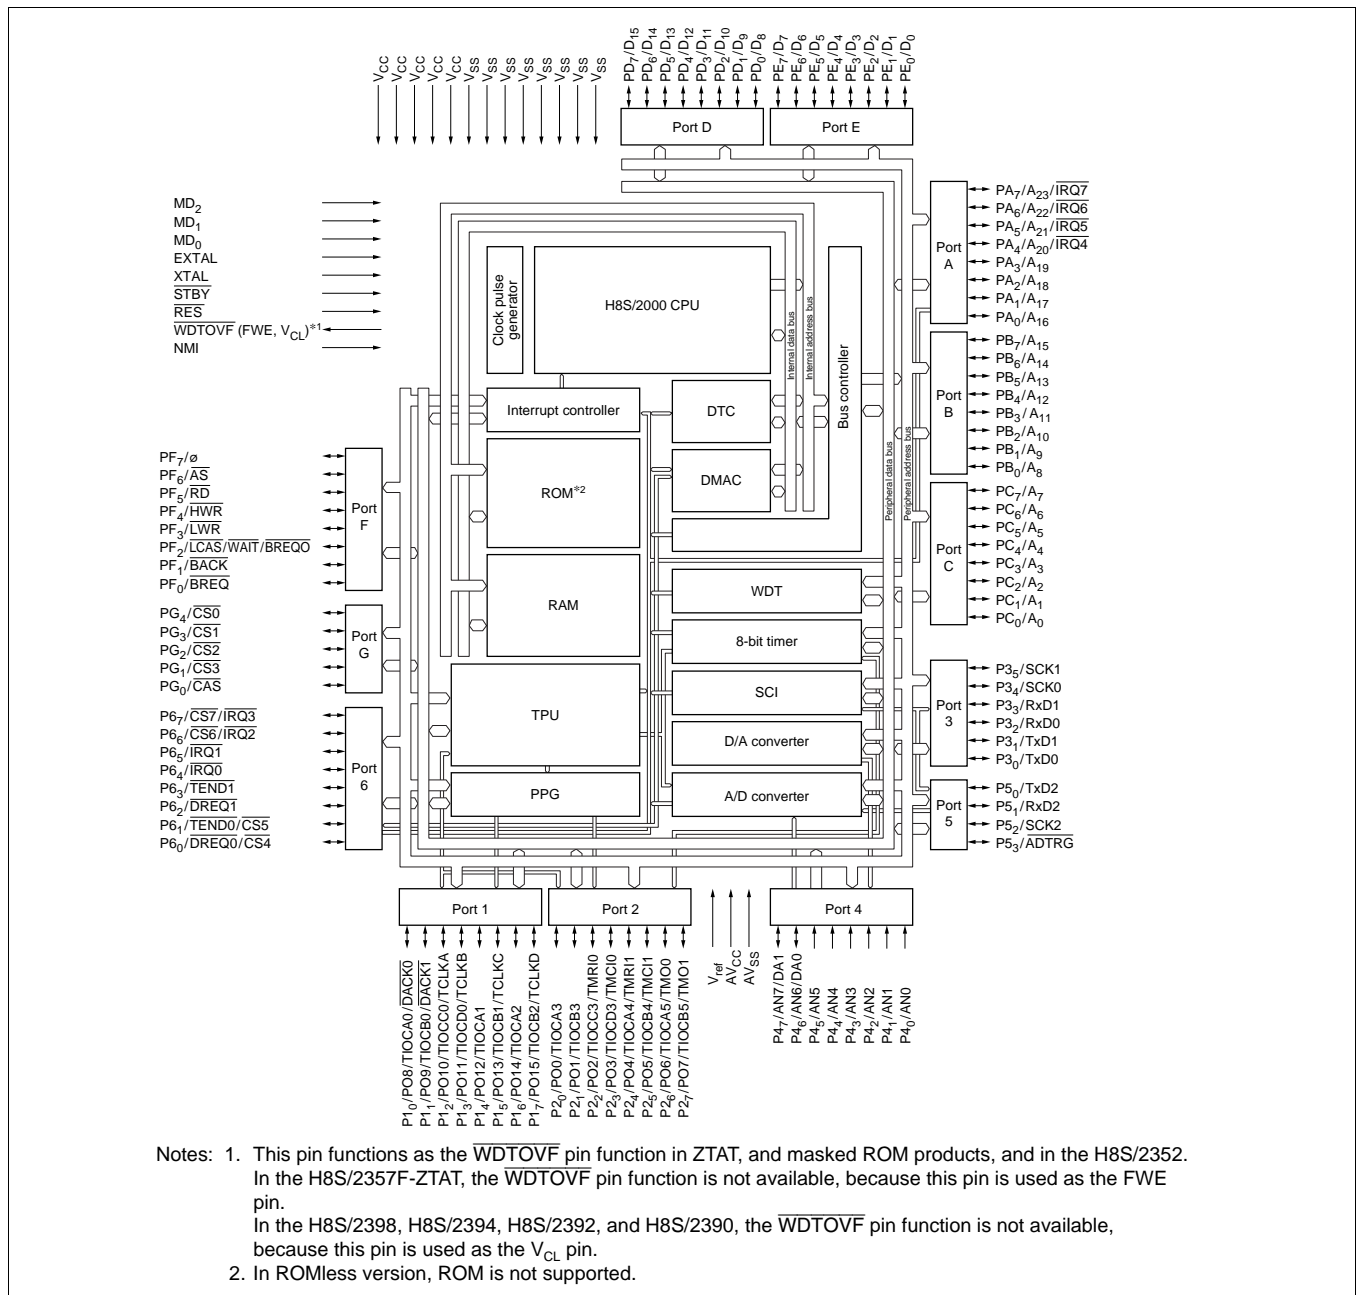 VCC
VCC
VCC
VCC
VCC
VSS
VSS
VSS
VSS
VSS
VSS
VSS
VSS
PD7/D15
PD6/D14
PD5/D13
PD4/D12
PD3/D11
PD2/D10
PD1/D9
PD0/D8
PE7/D7
PE6/D6
PE5/D5
PE4/D4
PE3/D3
PE2/D2
PE1/D1
PE0/D0
Port D
Port E
MD2
MD1
MD0
EXTAL
XTAL
STBY
RES
WDTOVF (FWE, VCL)*1
NMI
Clock pulse
generator
H8S/2000 CPU
Internal data bus
Internal address bus
Bus controller
Interrupt controller
DTC
ROM*2
DMAC
RAM
WDT
8-bit timer
TPU
SCI
D/A converter
PPG
A/D converter
Peripheral data bus
Peripheral address bus
Port
A
PA7/A23/IRQ7
PA6/A22/IRQ6
PA5/A21/IRQ5
PA4/A20/IRQ4
PA3/A19
PA2/A18
PA1/A17
PA0/A16
Port
B
PB7/A15
PB6/A14
PB5/A13
PB4/A12
PB3/A11
PB2/A10
PB1/A9
PB0/A8
Port
C
PC7/A7
PC6/A6
PC5/A5
PC4/A4
PC3/A3
PC2/A2
PC1/A1
PC0/A0
Port
3
P35/SCK1
P34/SCK0
P33/RxD1
P32/RxD0
P31/TxD1
P30/TxD0
Port
5
P50/TxD2
P51/RxD2
P52/SCK2
P53/ADTRG
PF7/ø
PF6/AS
PF5/RD
PF4/HWR
PF3/LWR
PF2/LCAS/WAIT/BREQO
PF1/BACK
PF0/BREQ
Port
F
PG4/CS0
PG3/CS1
PG2/CS2
PG1/CS3
PG0/CAS
Port
G
P67/CS7/IRQ3
P66/CS6/IRQ2
P65/IRQ1
P64/IRQ0
P63/TEND1
P62/DREQ1
P61/TEND0/CS5
P60/DREQ0/CS4
Port
6
Port 1
Port 2
Port 4
P10/PO8/TIOCA0/DACK0
P11/PO9/TIOCB0/DACK1
P12/PO10/TIOCC0/TCLKA
P13/PO11/TIOCD0/TCLKB
P14/PO12/TIOCA1
P15/PO13/TIOCB1/TCLKC
P16/PO14/TIOCA2
P17/PO15/TIOCB2/TCLKD
P20/PO0/TIOCA3
P21/PO1/TIOCB3
P22/PO2/TIOCC3/TMRI0
P23/PO3/TIOCD3/TMCI0
P24/PO4/TIOCA4/TMRI1
P25/PO5/TIOCB4/TMCI1
P26/PO6/TIOCA5/TMO0
P27/PO7/TIOCB5/TMO1
Vref
AVCC
AVSS
P47/AN7/DA1
P46/AN6/DA0
P45/AN5
P44/AN4
P43/AN3
P42/AN2
P41/AN1
P40/AN0
Notes: 1. This pin functions as the WDTOVF pin function in ZTAT, and masked ROM products, and in the H8S/2352.
In the H8S/2357F-ZTAT, the WDTOVF pin function is not available, because this pin is used as the FWE
pin.
In the H8S/2398, H8S/2394, H8S/2392, and H8S/2390, the WDTOVF pin function is not available,
because this pin is used as the VCL pin.
2. In ROMless version, ROM is not supported.